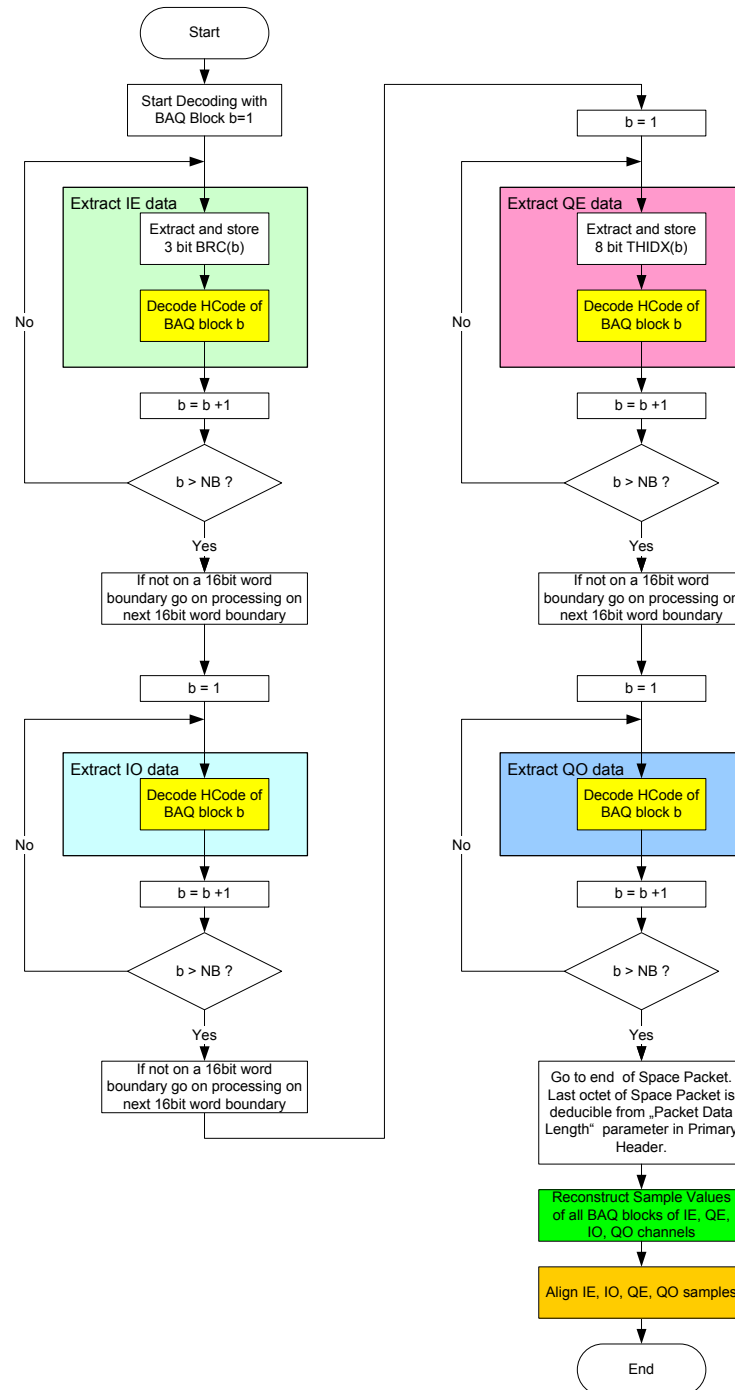 Start
Start Decoding with
BAQ Block b=1
Extract IE data
Extract and store
3 bit BRC(b)
Decode HCode of
BAQ block b
No
b = b +1
b > NB ?
Yes
If not on a 16bit word
boundary go on processing on
next 16bit word boundary
b = 1
Extract IO data
Decode HCode of
BAQ block b
No
b = b +1
b > NB ?
Yes
If not on a 16bit word
boundary go on processing on
next 16bit word boundary
b = 1
Extract QE data
Extract and store
8 bit THIDX(b)
Decode HCode of
BAQ block b
No
b = b +1
b > NB ?
Yes
If not on a 16bit word
boundary go on processing on
next 16bit word boundary
b = 1
Extract QO data
Decode HCode of
BAQ block b
No
b = b +1
b > NB ?
Yes
Go to end of Space Packet.
Last octet of Space Packet is
deducible from „Packet Data
Length“ parameter in Primary
Header.
Reconstruct Sample Values
of all BAQ blocks of IE, QE,
IO, QO channels
Align IE, IO, QE, QO samples
End